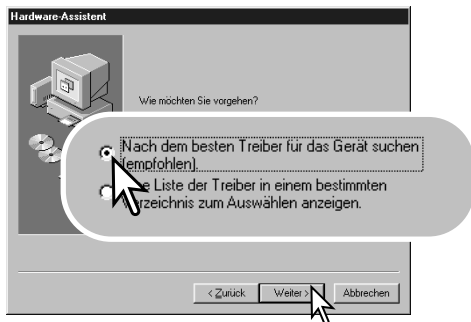 Hardware-Assistent
Wie möchten Sie vorgehen?
Nach dem besten Treiber für das Gerät suchen
(empfohlen).
Liste der Treiber in einem bestimmten
Verzeichnis zum Auswählen anzeigen.
< Zurück
Weiter >
Abbrechen